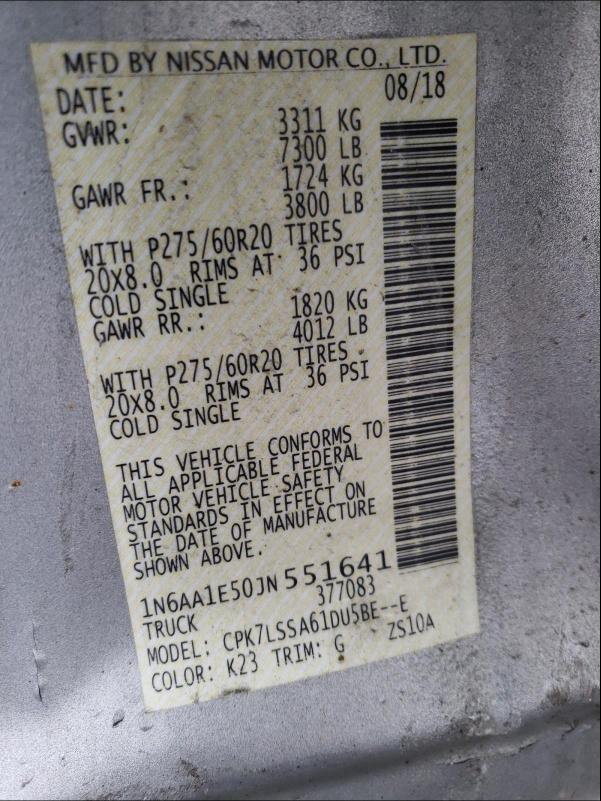 MFD BY NISSAN MOTOR CO., LTD.
DATE: 08/18
GVWR: 3311 KG
7300 LB
GAWR FR.: 1724 KG
3800 LB
WITH P275/60R20 TIRES
20X8.0 RIMS AT 36 PSI
COLD SINGLE
GAWR RR.: 1820 KG
4012 LB
WITH P275/60R20 TIRES
20X8.0 RIMS AT 36 PSI
COLD SINGLE
THIS VEHICLE CONFORMS TO
ALL APPLICABLE FEDERAL
MOTOR VEHICLE SAFETY
STANDARDS IN EFFECT ON
THE DATE OF MANUFACTURE
SHOWN ABOVE.
1N6AA1E50JN551641
377083
TRUCK
MODEL: CPK7LSSA61DU5BE--E
COLOR: K23 TRIM: G ZS10A